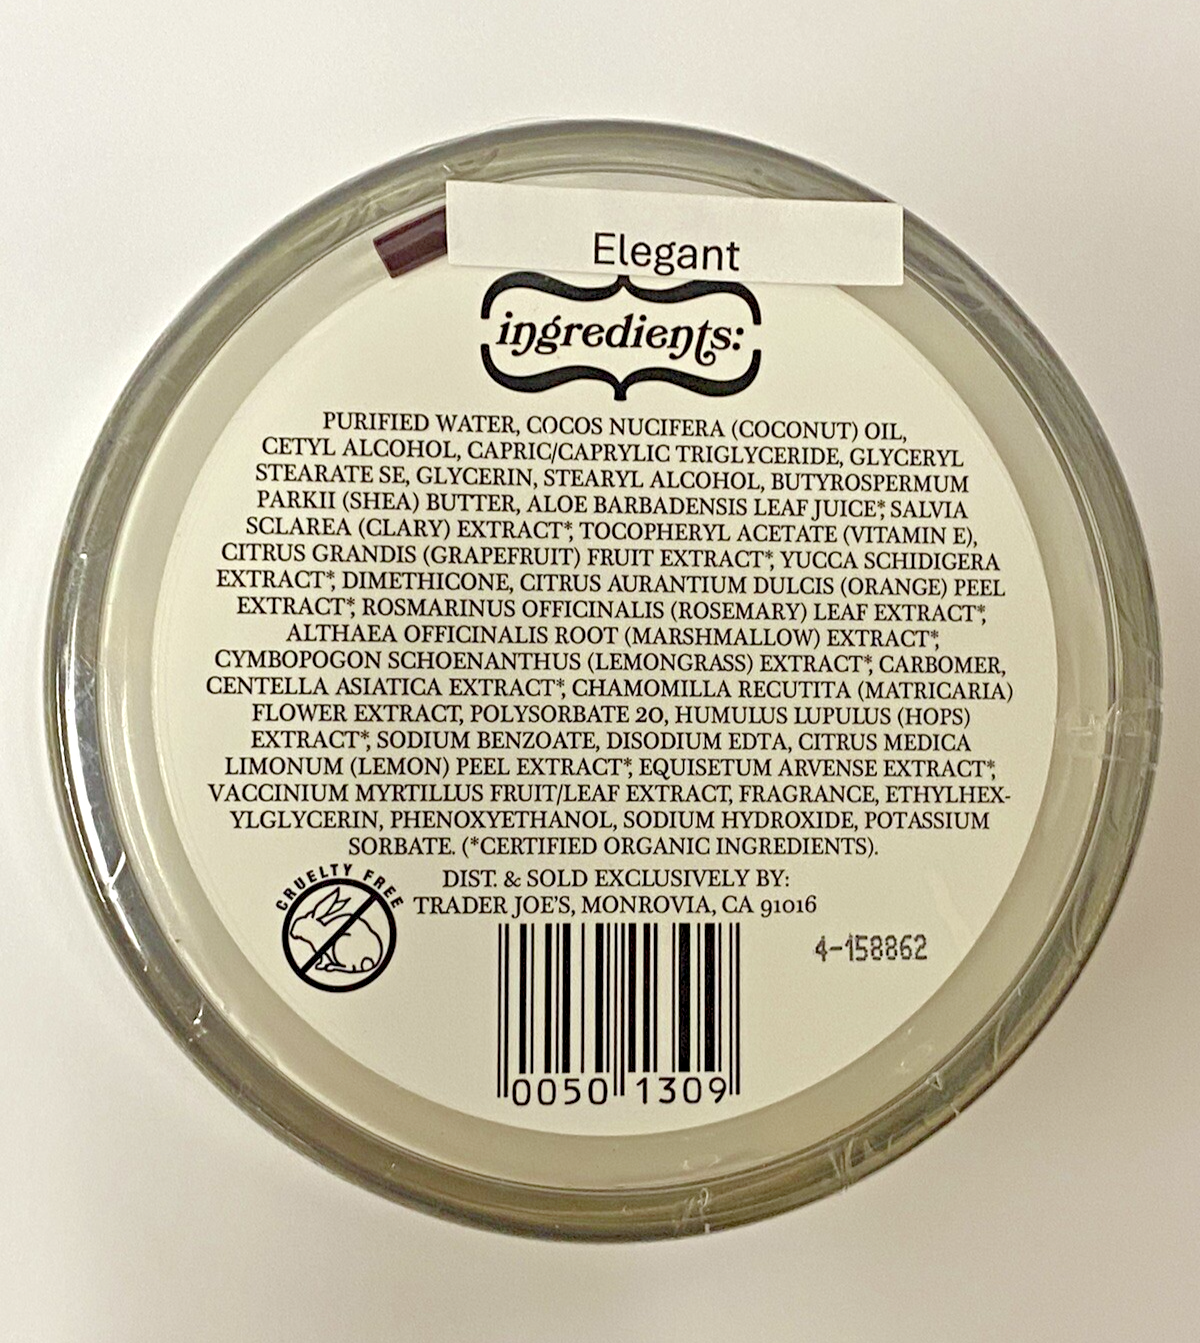 Elegant
ingredients:
PURIFIED WATER, COCOS NUCIFERA (COCONUT) OIL,
CETYL ALCOHOL, CAPRIC/CAPRYLIC TRIGLYCERIDE, GLYCERYL
STEARATE SE, GLYCERIN, STEARYL ALCOHOL, BUTYROSPERMUM
PARKII (SHEA) BUTTER, ALOE BARBADENSIS LEAF JUICE*, SALVIA
SCLAREA (CLARY) EXTRACT*, TOCOPHERYL ACETATE (VITAMIN E),
CITRUS GRANDIS (GRAPEFRUIT) FRUIT EXTRACT*, YUCCA SCHIDIGERA
EXTRACT*, DIMETHICONE, CITRUS AURANTIUM DULCIS (ORANGE) PEEL
EXTRACT*, ROSMARINUS OFFICINALIS (ROSEMARY) LEAF EXTRACT*,
ALTHAEA OFFICINALIS ROOT (MARSHMALLOW) EXTRACT*,
CYMBOPOGON SCHOENANTHUS (LEMONGRASS) EXTRACT*, CARBOMER,
CENTELLA ASIATICA EXTRACT*, CHAMOMILLA RECUTITA (MATRICARIA)
FLOWER EXTRACT, POLYSORBATE 20, HUMULUS LUPULUS (HOPS)
EXTRACT*, SODIUM BENZOATE, DISODIUM EDTA, CITRUS MEDICA
LIMONUM (LEMON) PEEL EXTRACT*, EQUISETUM ARVENSE EXTRACT*,
VACCINIUM MYRTILLUS FRUIT/LEAF EXTRACT, FRAGRANCE, ETHYLHEX-
YLGLYCERIN, PHENOXYETHANOL, SODIUM HYDROXIDE, POTASSIUM
SORBATE. (*CERTIFIED ORGANIC INGREDIENTS).
CRUELTY FREE
DIST. & SOLD EXCLUSIVELY BY:
TRADER JOE'S, MONROVIA, CA 91016
4-158862
0050 1309